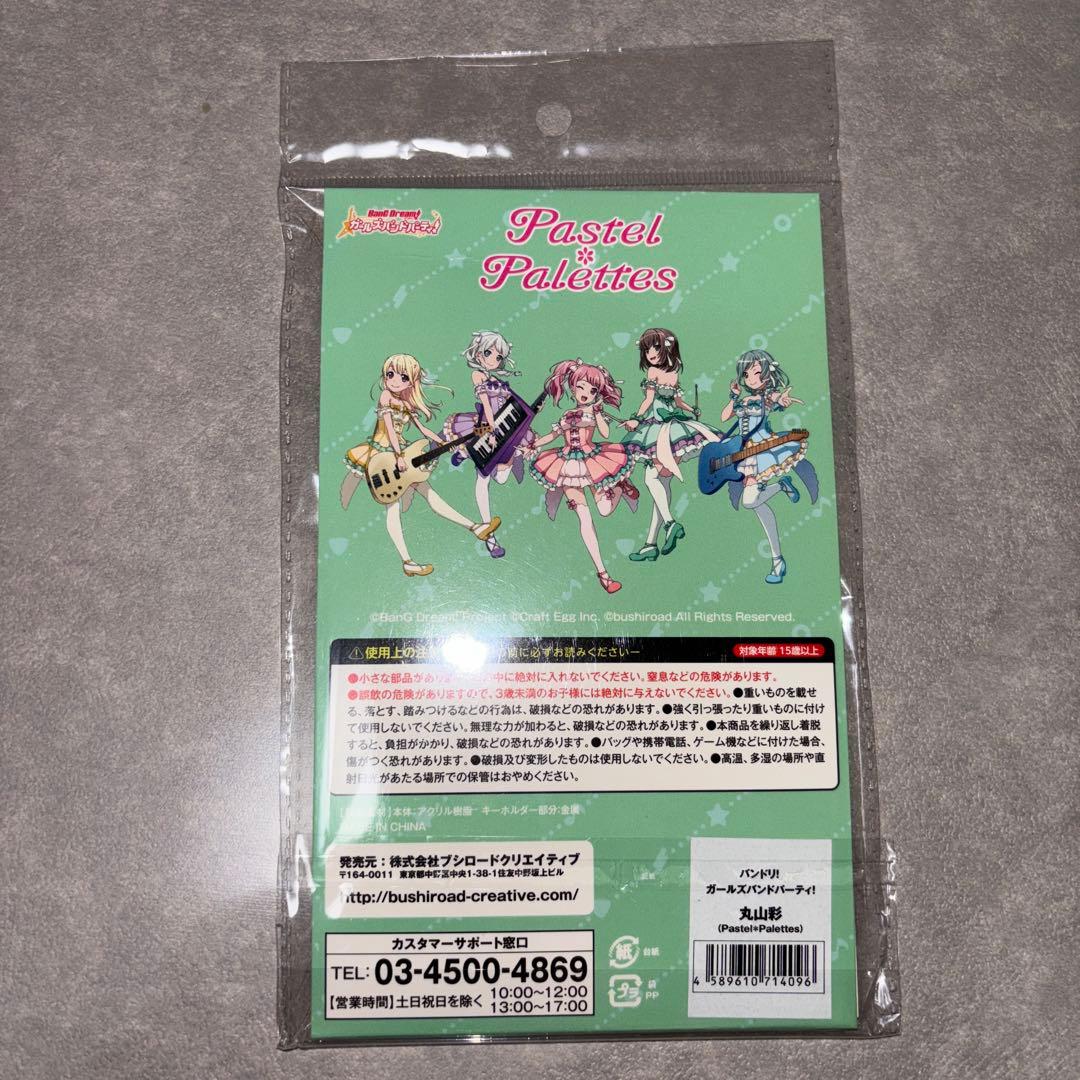 BanG Dream!
ガールズバンドパーティ!
Pastel
Palettes
©BanG Dream! Project ©Craft Egg Inc. ©bushiroad All Rights Reserved.
⚠使用上の注 の前に必ずお読みください－
対象年齢 15歳以上
●小さな部品があり 中に絶対に入れないでください。窒息などの危険があります。
●誤飲の危険がありますので、3歳未満のお子様には絶対に与えないでください。●重いものを載せ
る、落とす、踏みつけるなどの行為は、破損などの恐れがあります。●強く引っ張ったり重いものに付け
て使用しないでください。無理な力が加わると、破損などの恐れがあります。●本商品を繰り返し着脱
すると、負担がかかり、破損などの恐れがあります。●バッグや携帯電話、ゲーム機などに付けた場合、
傷がつく恐れがあります。●破損及び変形したものは使用しないでください。●高温、多湿の場所や直
射日光があたる場所での保管はおやめください。
】本体:アクリル樹脂 キーホルダー部分:金属
IN CHINA
発売元：株式会社ブシロードクリエイティブ
〒164-0011 東京都中野区中央1-38-1住友中野坂上ビル
http://bushiroad-creative.com/
カスタマーサポート窓口
TEL: 03-4500-4869
【営業時間】土日祝日を除く 10:00〜12:00
13:00〜17:00
紙 台紙
プラ 袋
PP
バンドリ!
ガールズバンドパーティ!
丸山彩
(Pastel*Palettes)
4 589610 714096